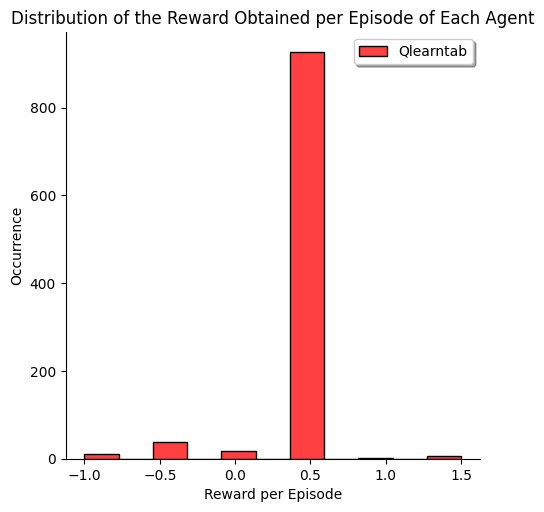 Distribution of the Reward Obtained per Episode of Each Agent
Qlearntab
800
600
400
200
0
Occurrence
−1.0 −0.5 0.0 0.5 1.0 1.5
Reward per Episode